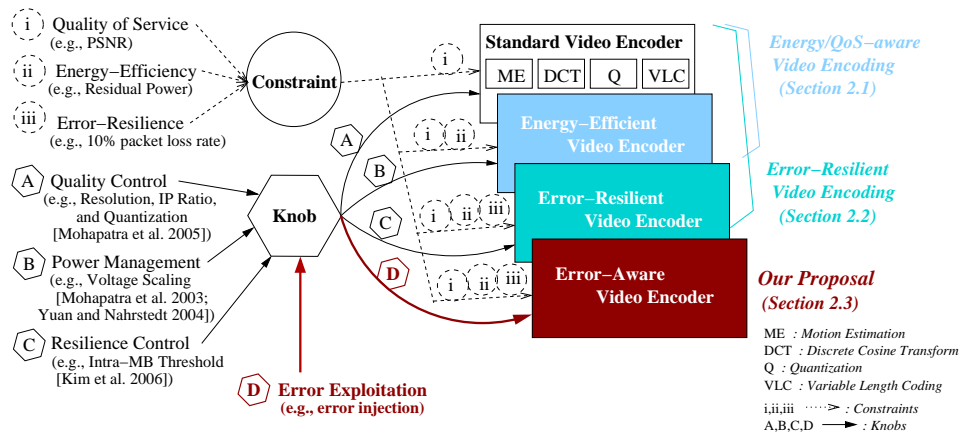 i
Quality of Service
(e.g., PSNR)
ii
Energy−Efficiency
(e.g., Residual Power)
iii
Error−Resilience
(e.g., 10% packet loss rate)
Constraint
A
Quality Control
(e.g., Resolution, IP Ratio,
and Quantization
[Mohapatra et al. 2005])
B
Power Management
(e.g., Voltage Scaling
[Mohapatra et al. 2003;
Yuan and Nahrstedt 2004])
C
Resilience Control
(e.g., Intra−MB Threshold
[Kim et al. 2006])
Knob
D
Error Exploitation
(e.g., error injection)
i
A
i ii
B
i ii iii
C
i ii iii
D
Standard Video Encoder
ME DCT Q VLC
Energy−Efficient
Video Encoder
Error−Resilient
Video Encoder
Error−Aware
Video Encoder
Energy/QoS−aware
Video Encoding
(Section 2.1)
Error−Resilient
Video Encoding
(Section 2.2)
Our Proposal
(Section 2.3)
ME : Motion Estimation
DCT : Discrete Cosine Transform
Q : Quantization
VLC : Variable Length Coding
i,ii,iii : Constraints
A,B,C,D : Knobs